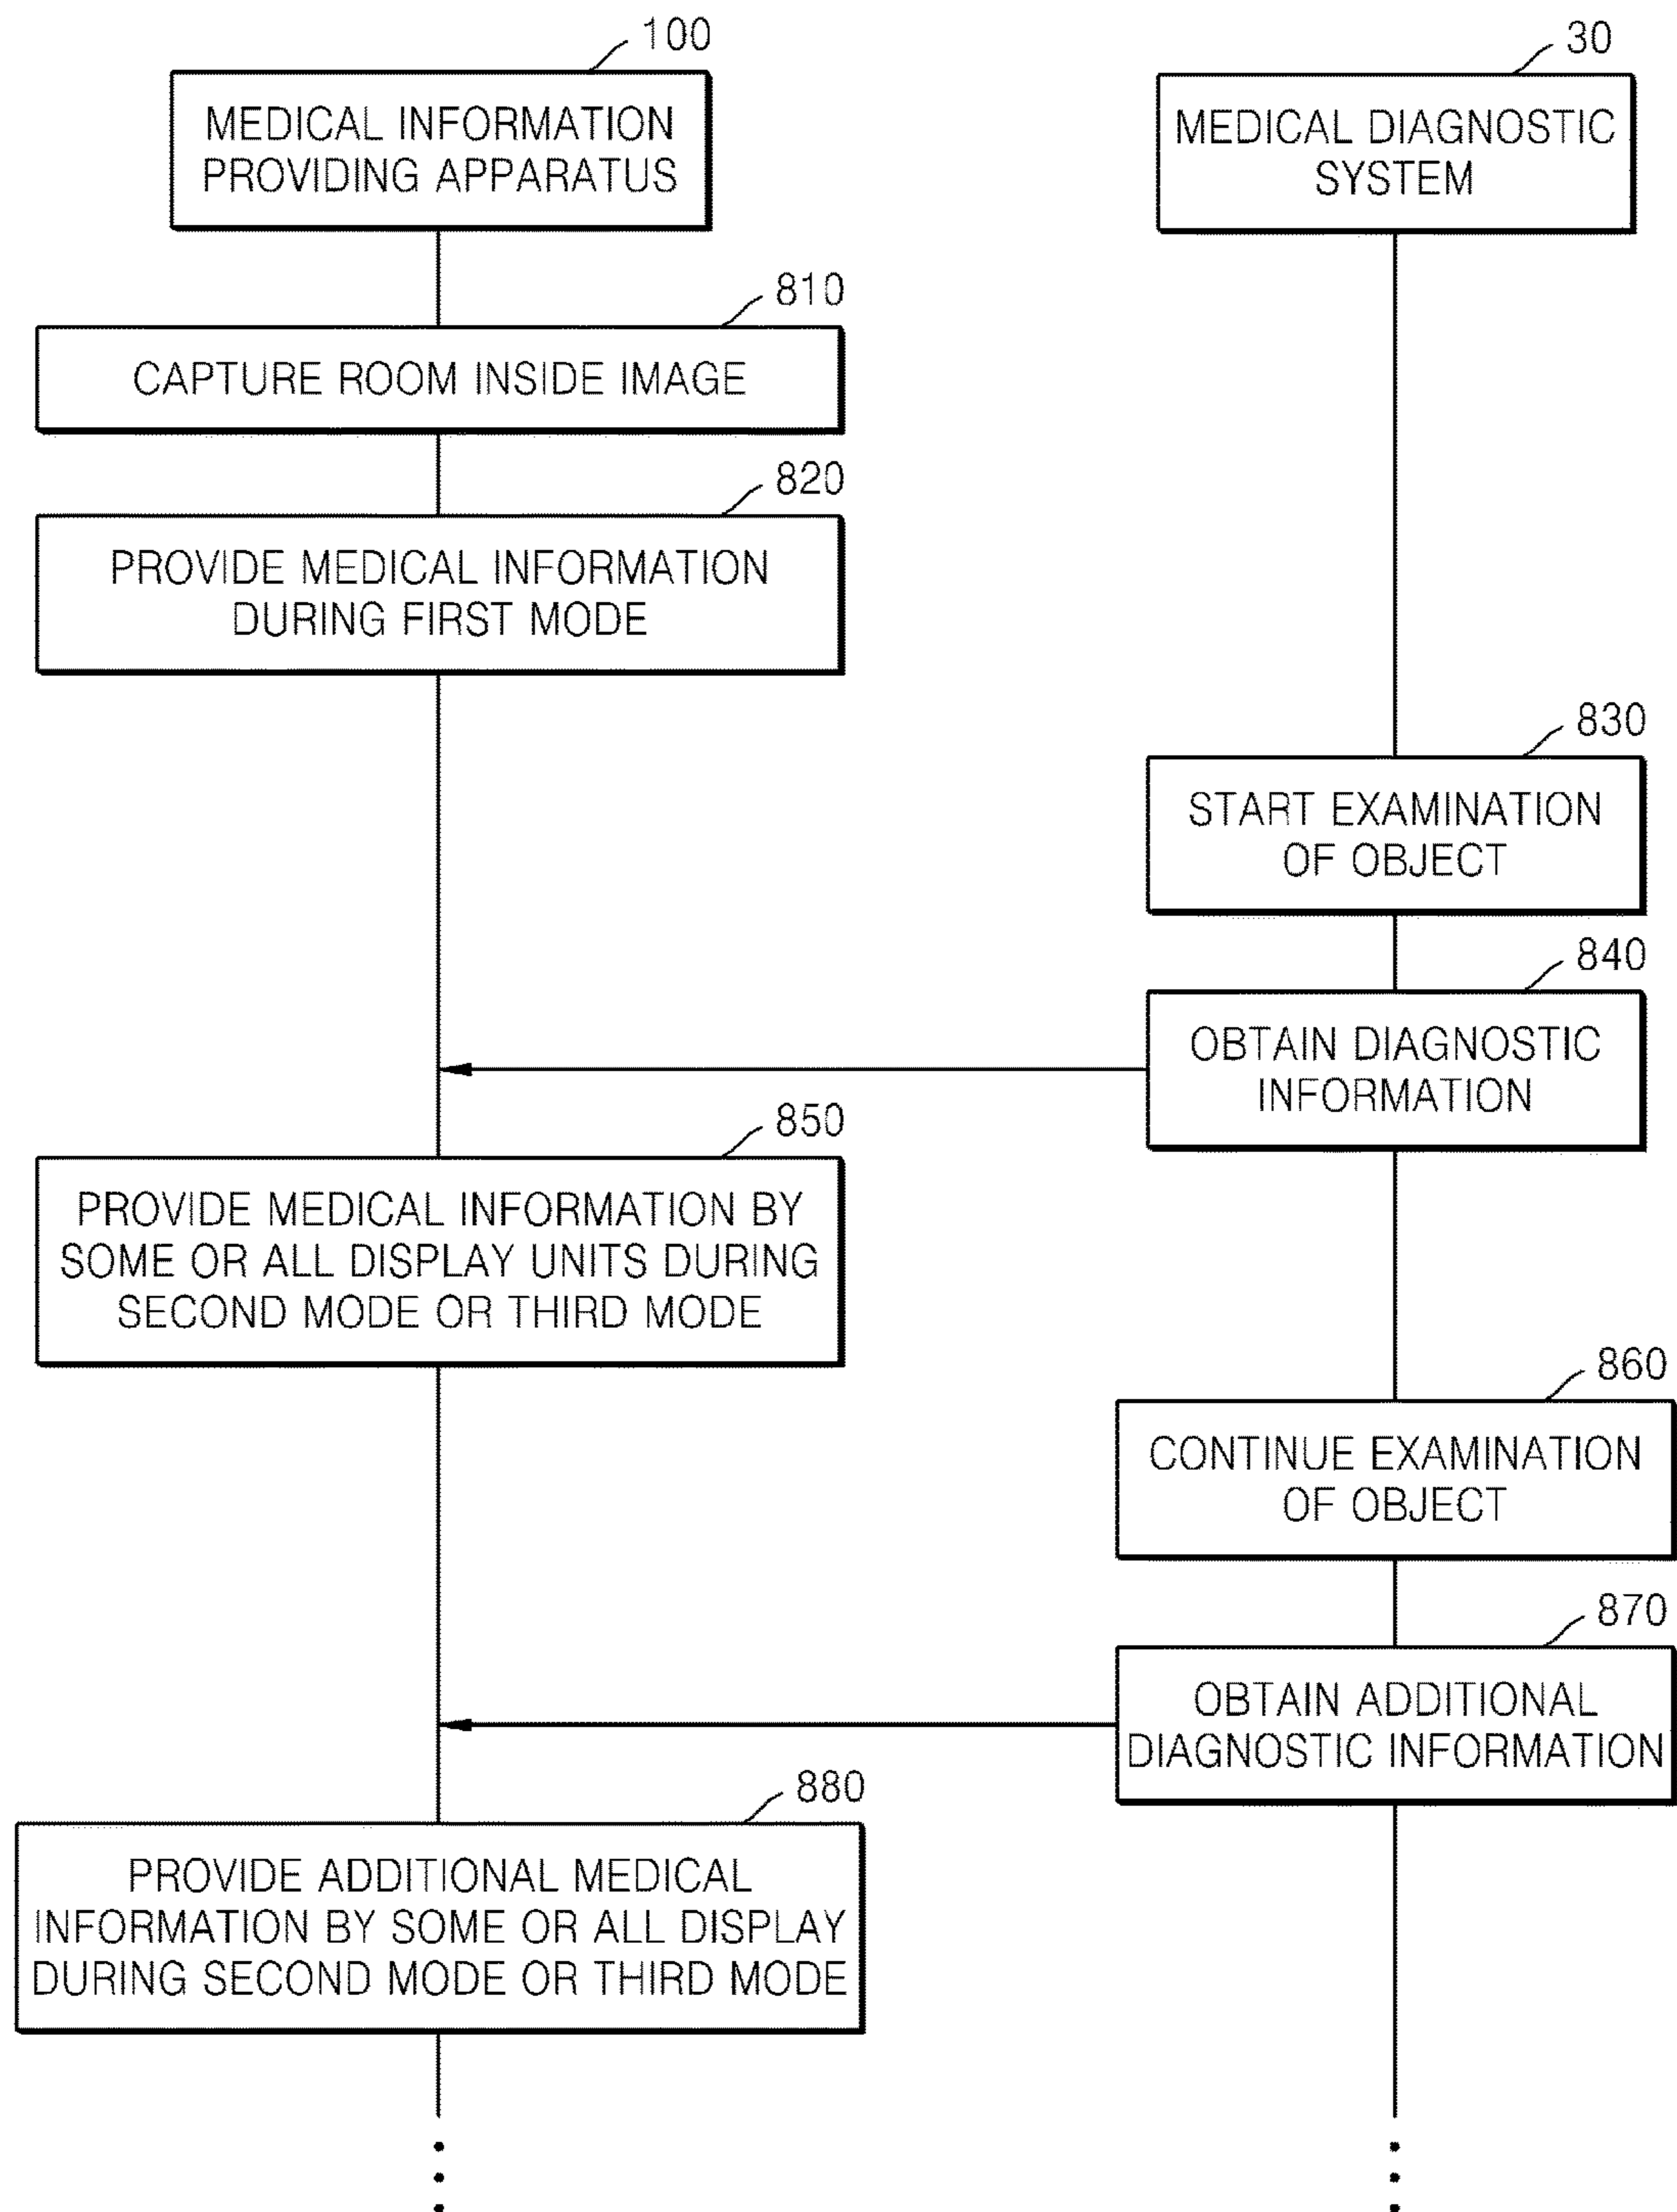 100
MEDICAL INFORMATION
PROVIDING APPARATUS
30
MEDICAL DIAGNOSTIC
SYSTEM
810
CAPTURE ROOM INSIDE IMAGE
820
PROVIDE MEDICAL INFORMATION
DURING FIRST MODE
830
START EXAMINATION
OF OBJECT
840
OBTAIN DIAGNOSTIC
INFORMATION
850
PROVIDE MEDICAL INFORMATION BY
SOME OR ALL DISPLAY UNITS DURING
SECOND MODE OR THIRD MODE
860
CONTINUE EXAMINATION
OF OBJECT
870
OBTAIN ADDITIONAL
DIAGNOSTIC INFORMATION
880
PROVIDE ADDITIONAL MEDICAL
INFORMATION BY SOME OR ALL DISPLAY
DURING SECOND MODE OR THIRD MODE